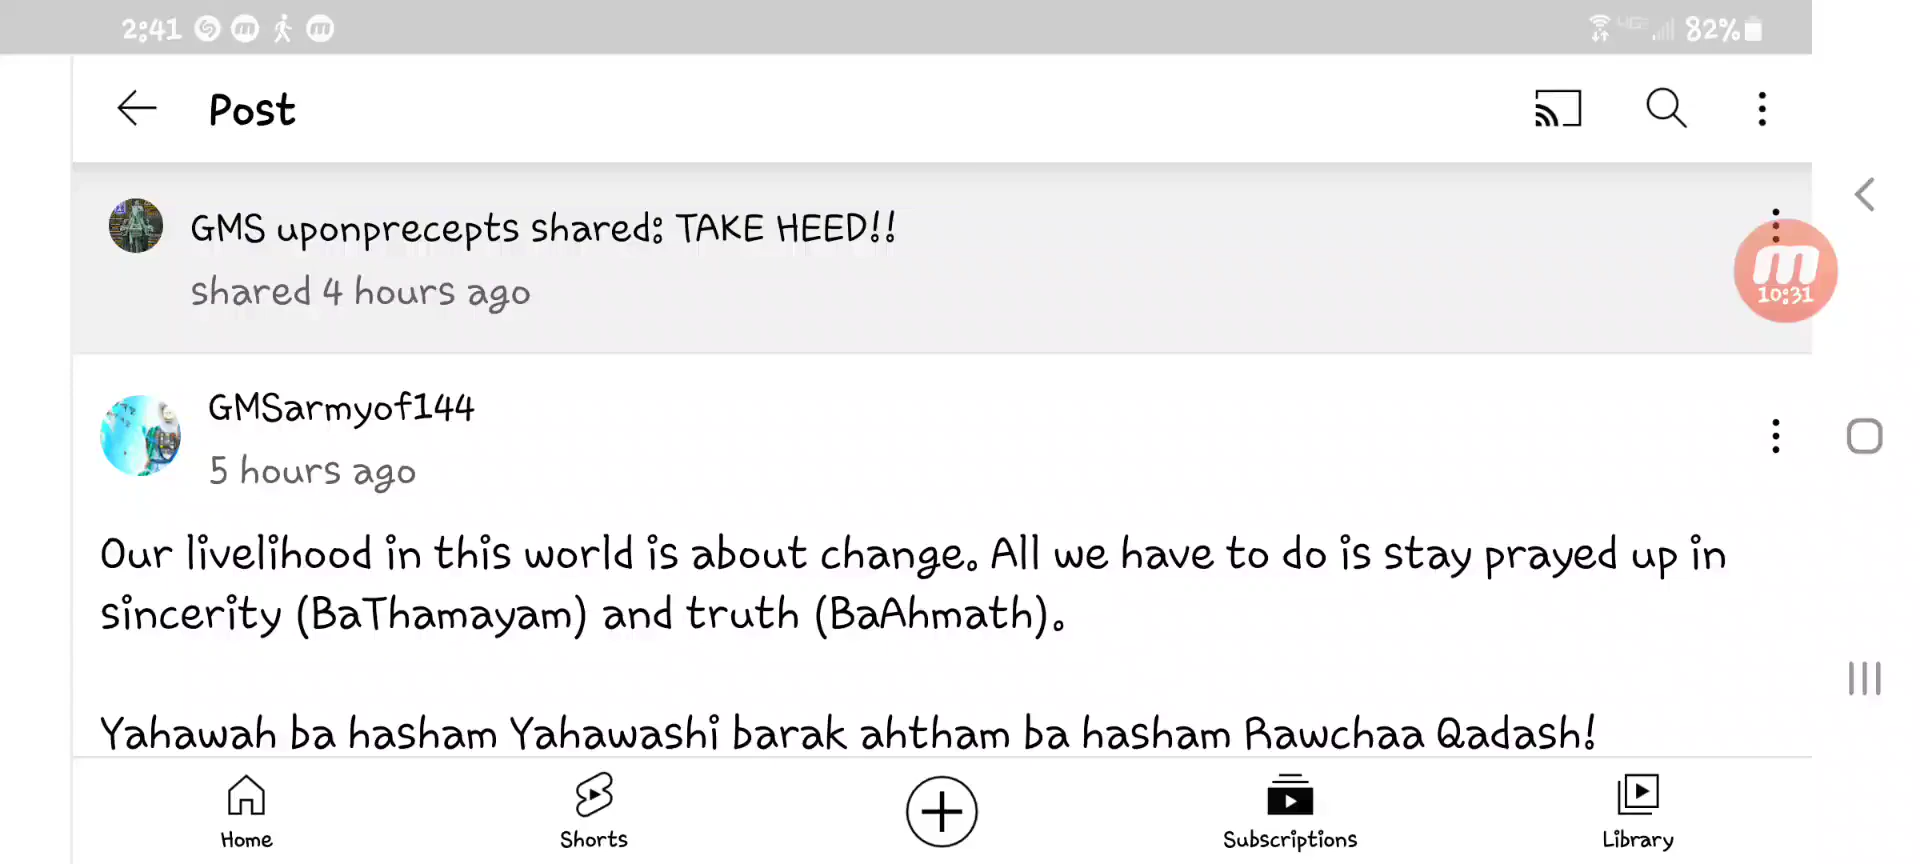 2:41
82%
Post
GMS uponprecepts shared: TAKE HEED!!
shared 4 hours ago
m
10:31
GMSarmyof144
5 hours ago
Our livelihood in this world is about change. All we have to do is stay prayed up in
sincerity (BaThamayam) and truth (BaAhmath).
Yahawah ba hasham Yahawashi barak ahtham ba hasham Rawchaa Qadash!
Home
Shorts
Subscriptions
Library